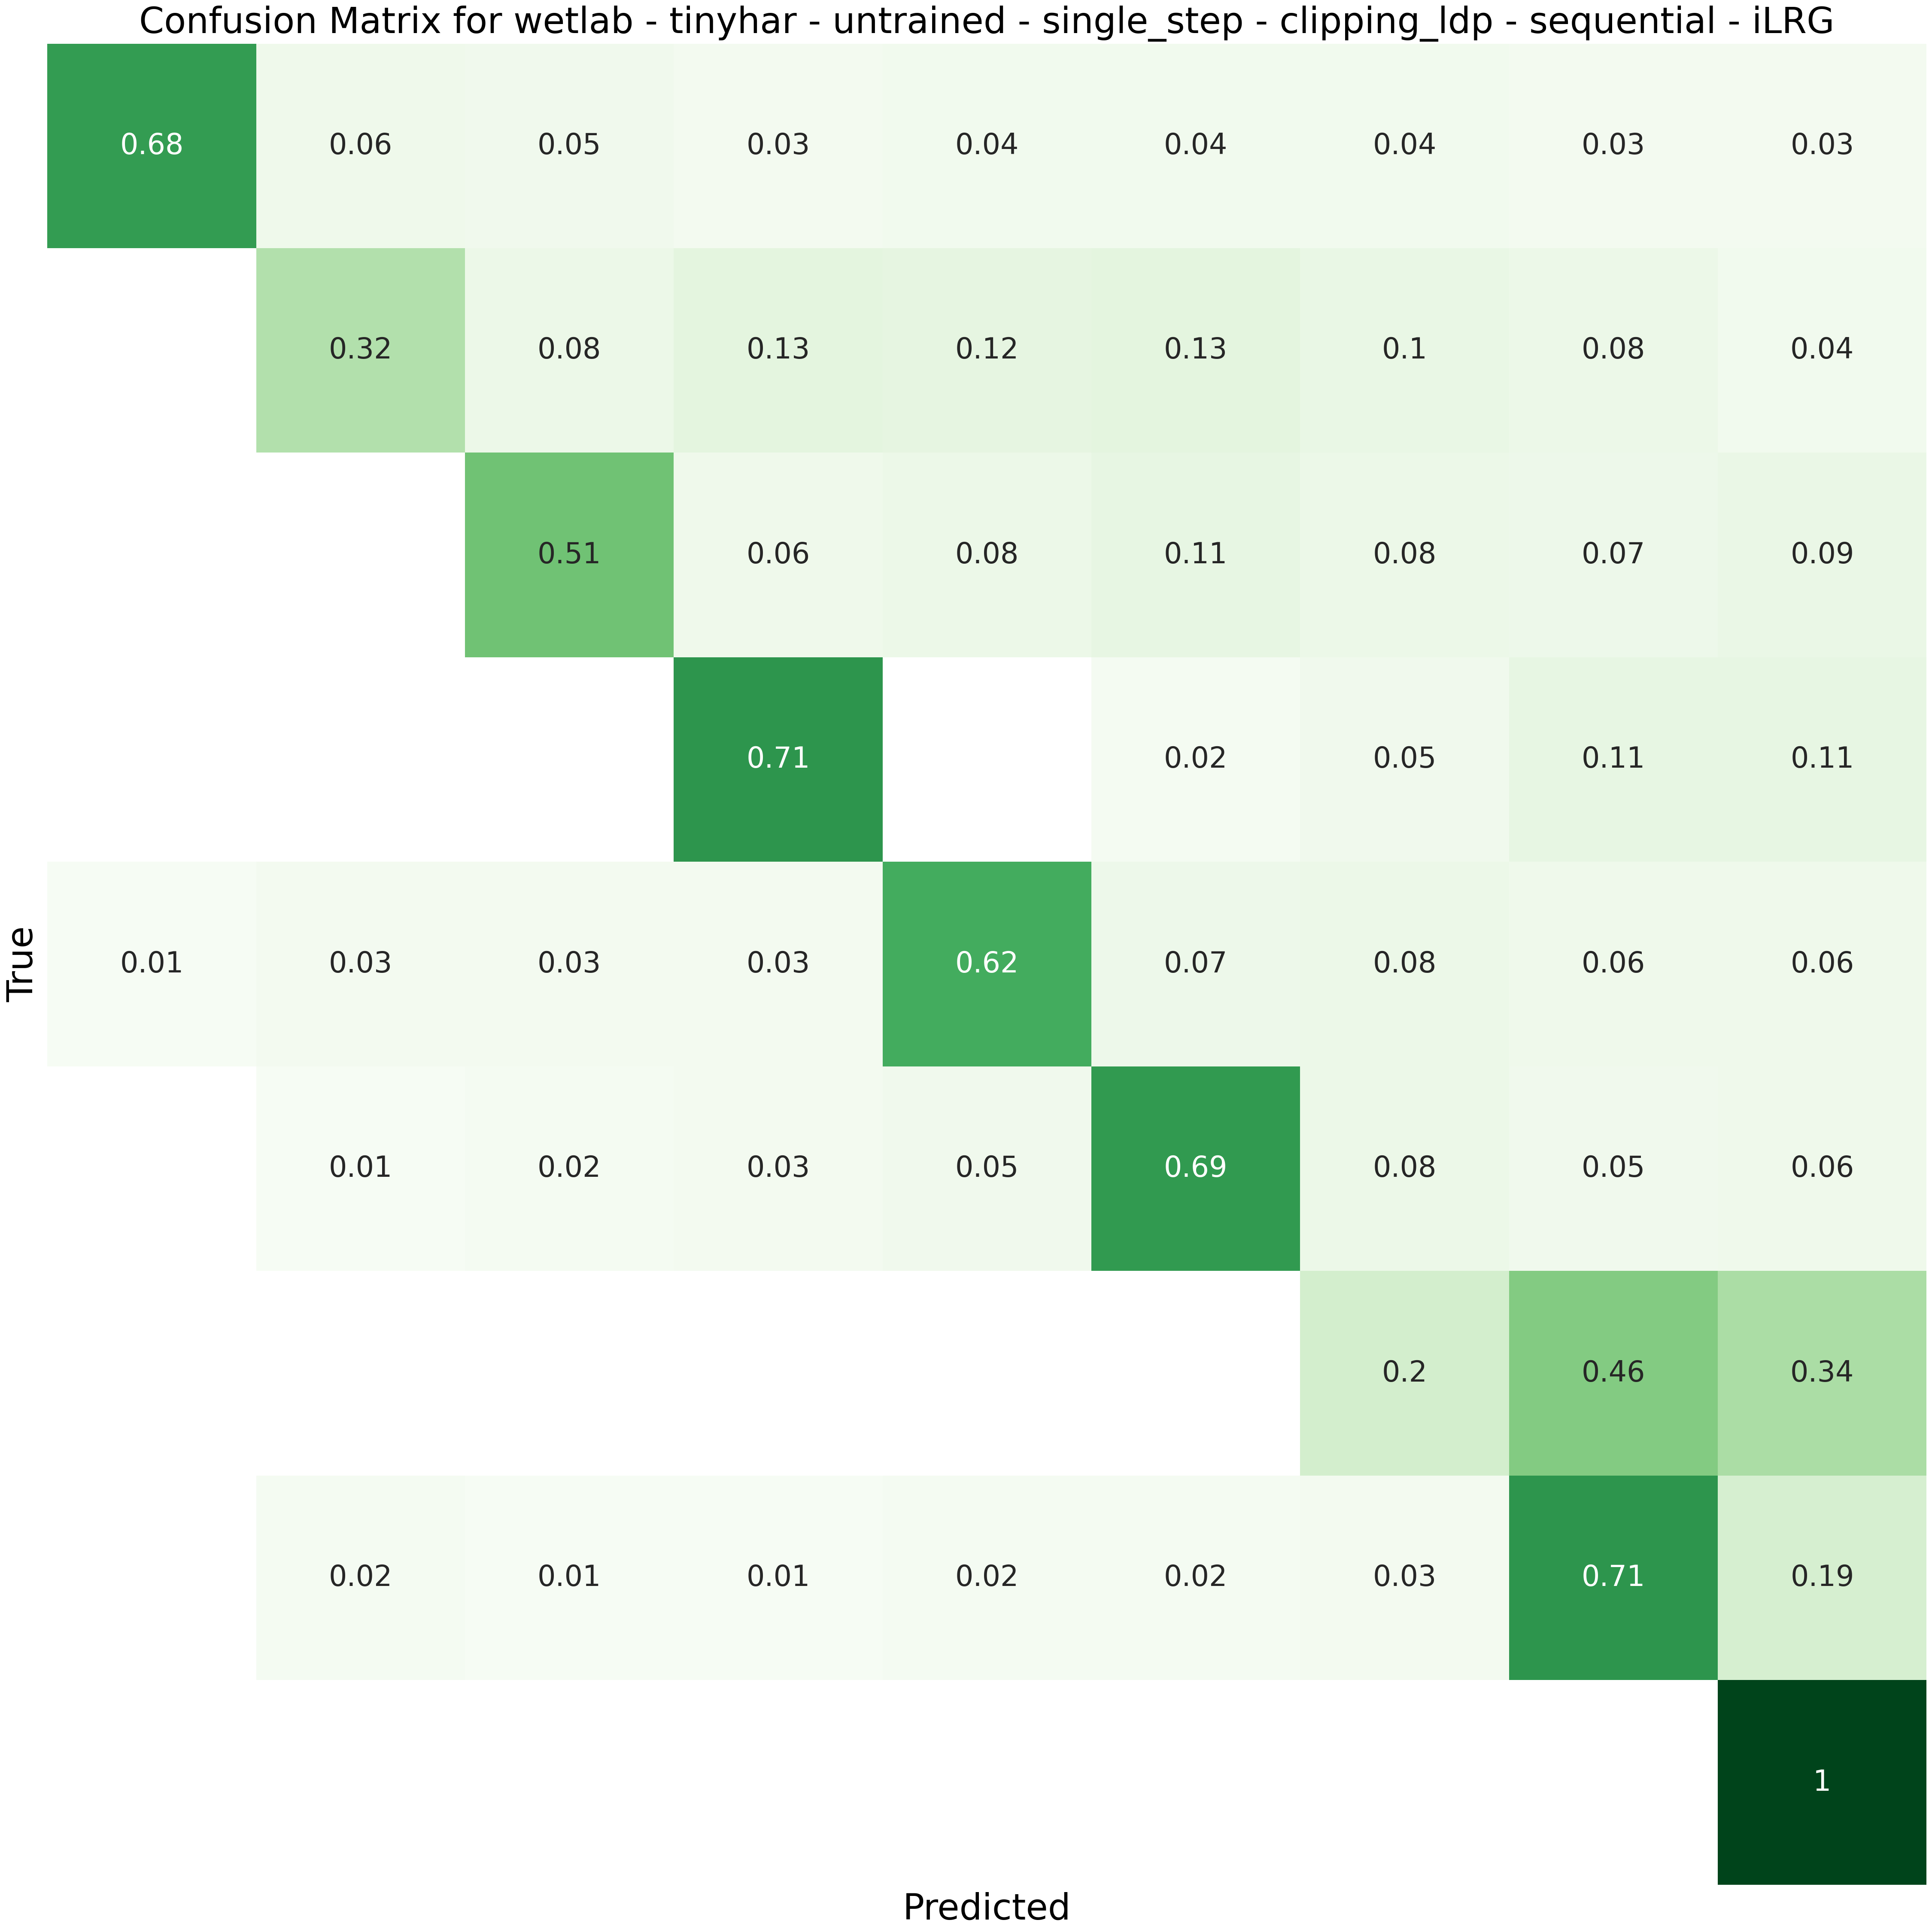 Confusion Matrix for wetlab - tinyhar - untrained - single_step - clipping_ldp - sequential - iLRG
0.68 0.06 0.05 0.03 0.04 0.04 0.04 0.03 0.03
0.32 0.08 0.13 0.12 0.13 0.1 0.08 0.04
0.51 0.06 0.08 0.11 0.08 0.07 0.09
0.71 0.02 0.05 0.11 0.11
True
0.01 0.03 0.03 0.03 0.62 0.07 0.08 0.06 0.06
0.01 0.02 0.03 0.05 0.69 0.08 0.05 0.06
0.2 0.46 0.34
0.02 0.01 0.01 0.02 0.02 0.03 0.71 0.19
1
Predicted